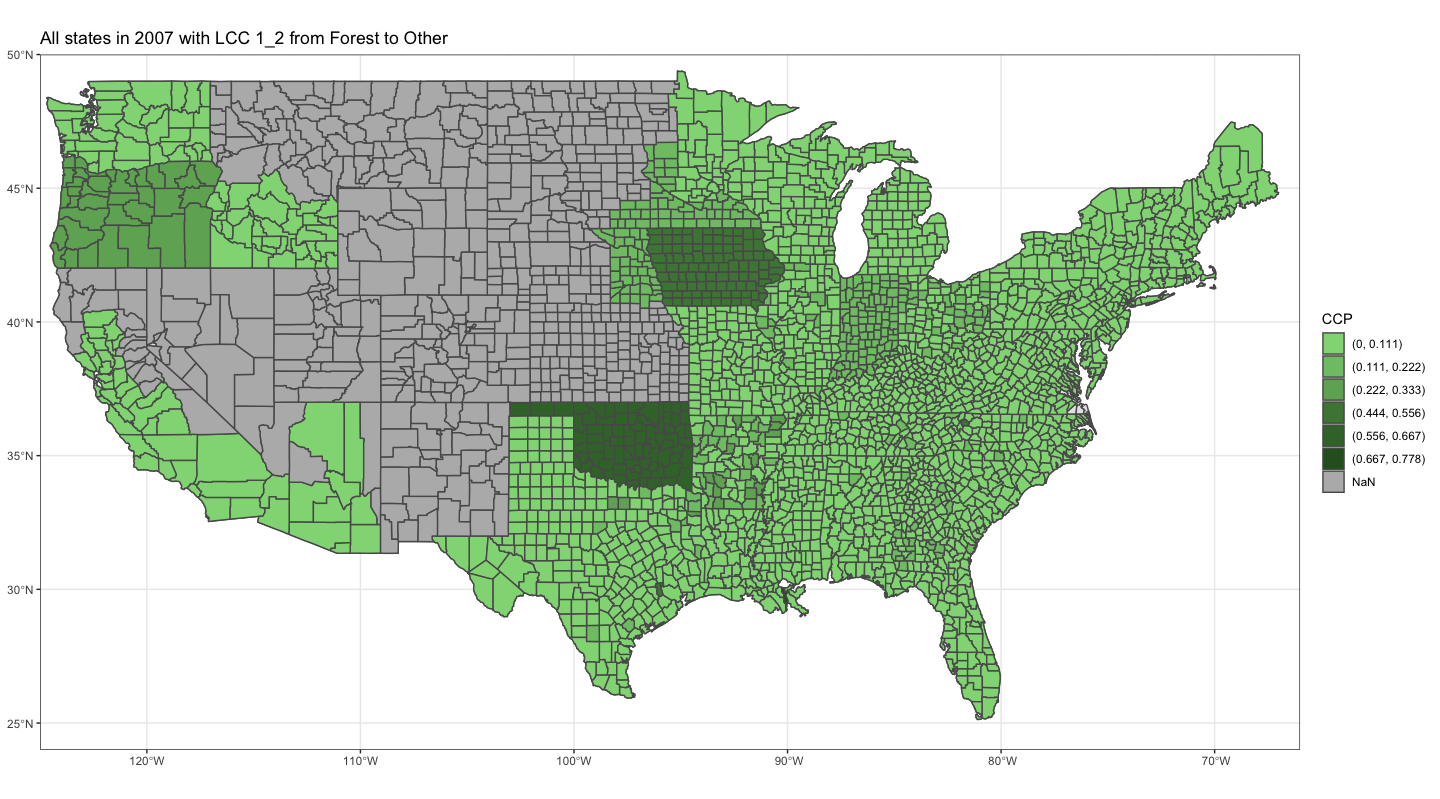 All states in 2007 with LCC 1_2 from Forest to Other
50°N
45°N
40°N
35°N
30°N
25°N
120°W
110°W
100°W
90°W
80°W
70°W
CCP
(0, 0.111)
(0.111, 0.222)
(0.222, 0.333)
(0.444, 0.556)
(0.556, 0.667)
(0.667, 0.778)
NaN